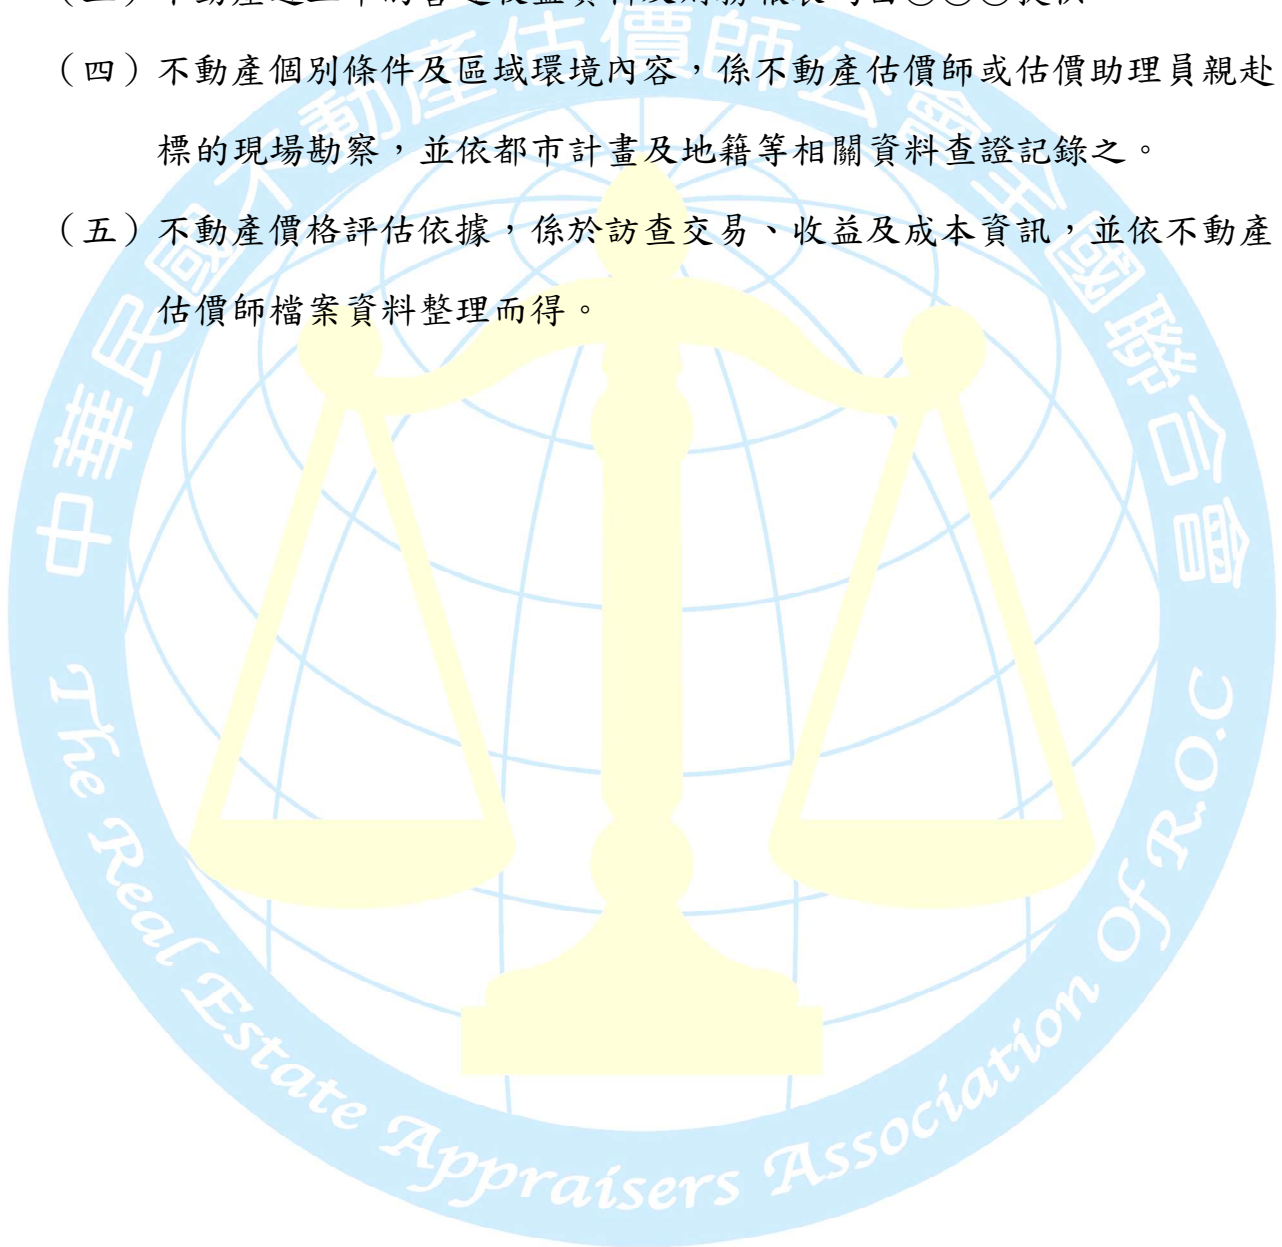 （四）不動產個別條件及區域環境內容，係不動產估價師或估價助理員親赴
標的現場勘察，並依都市計畫及地籍等相關資料查證記錄之。
（五）不動產價格評估依據，係於訪查交易、收益及成本資訊，並依不動產
估價師檔案資料整理而得。
中華民國不動產估價師公會全國聯合會
The Real Estate Appraisers Association Of R.O.C